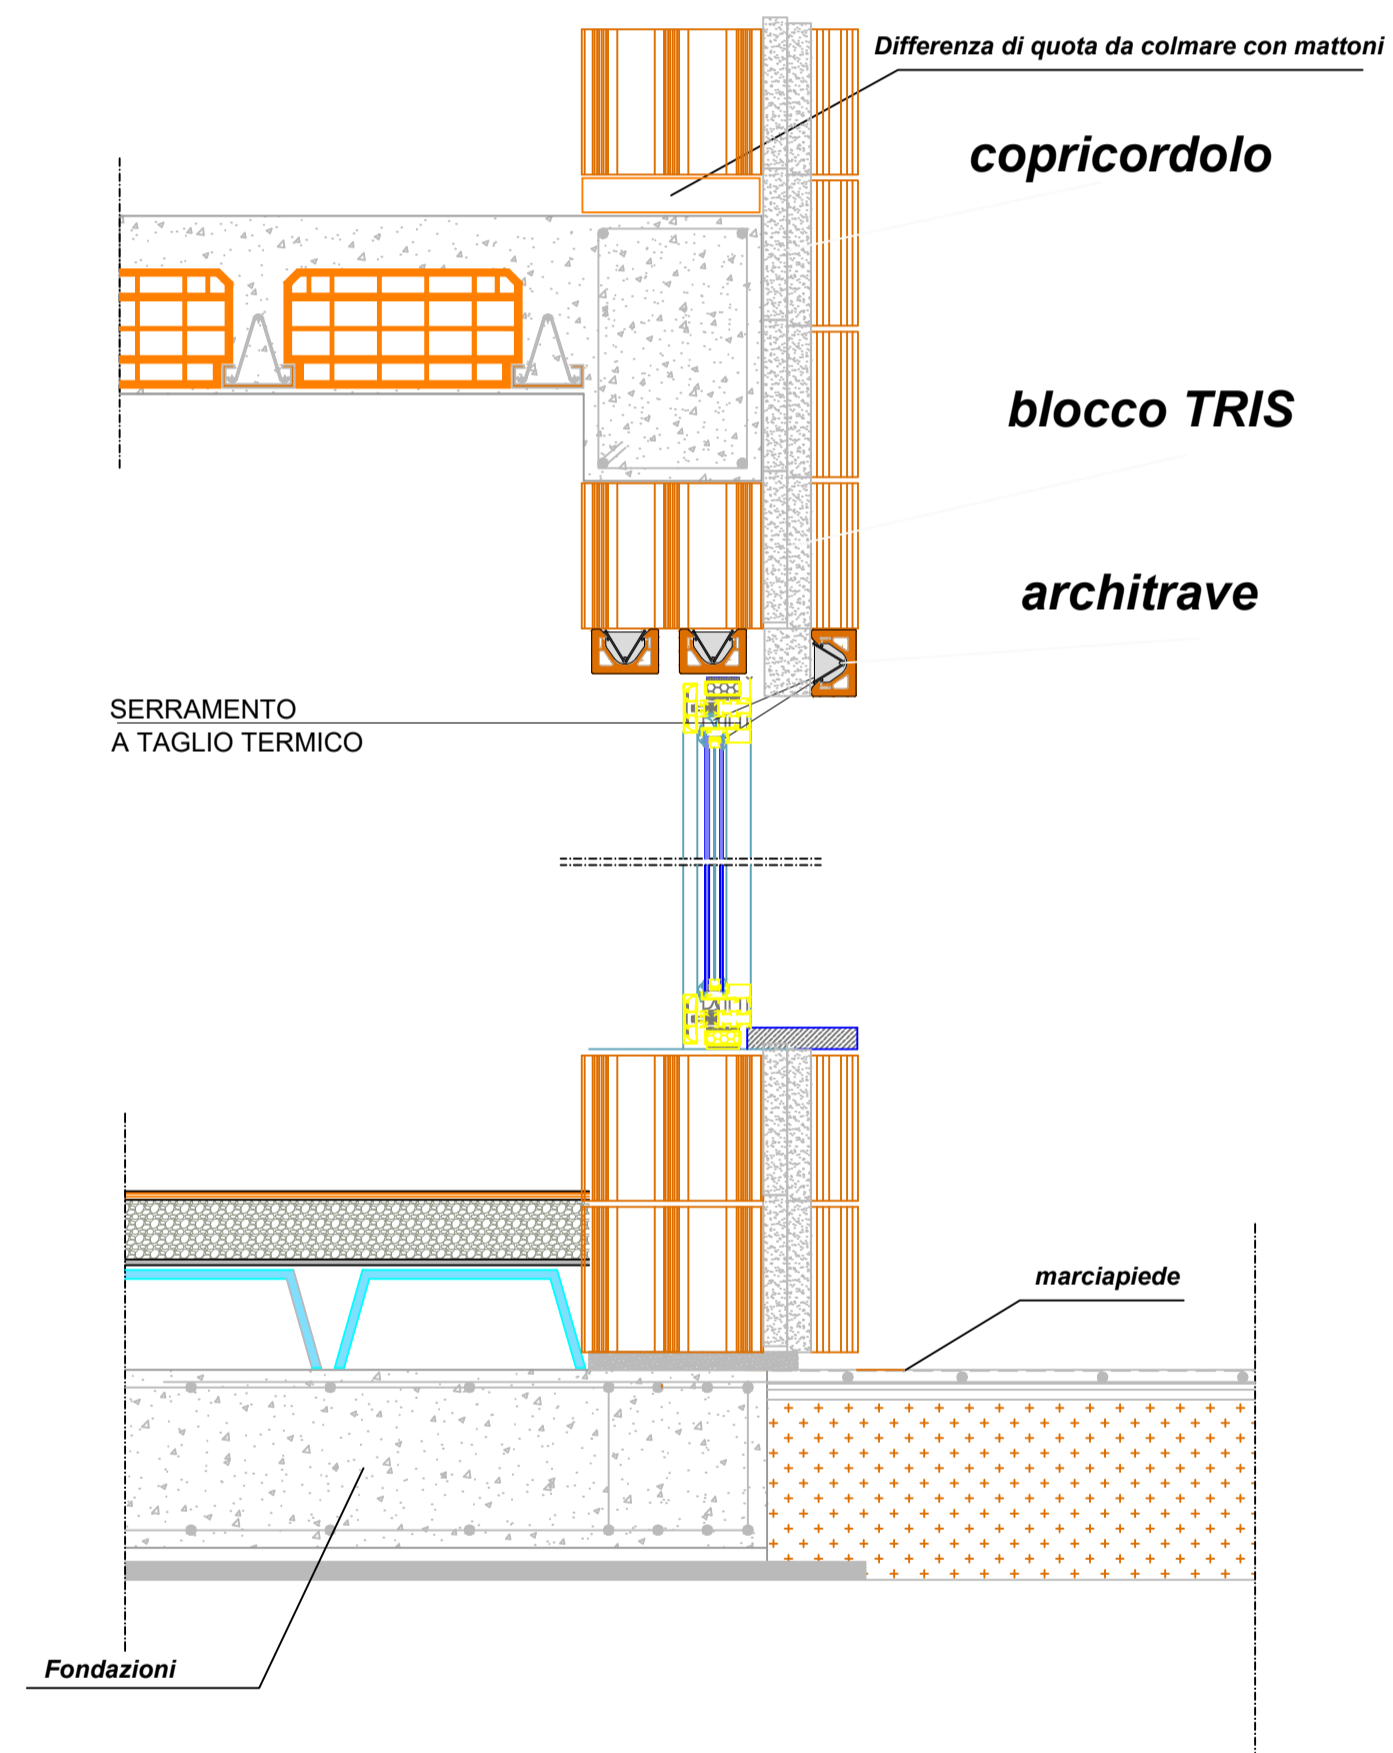 Differenza di quota da colmare con mattoni
copricordolo
blocco TRIS
architrave
SERRAMENTO
A TAGLIO TERMICO
marciapiede
Fondazioni